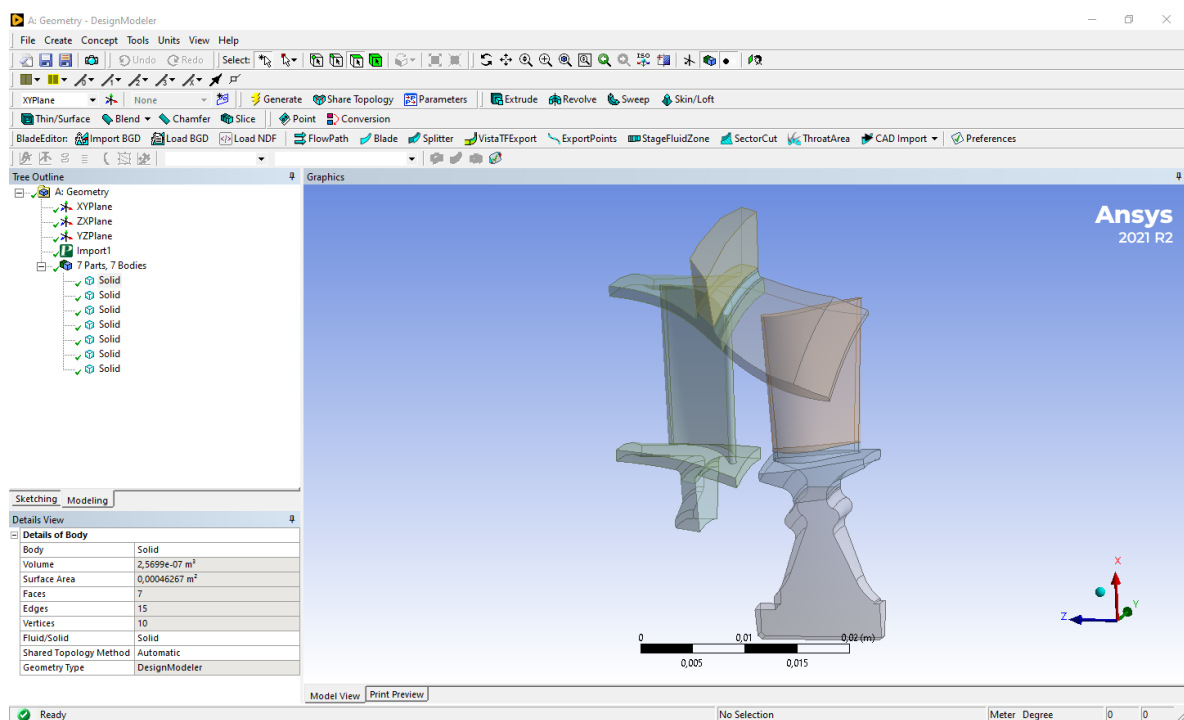 A: Geometry - DesignModeler
File Create Concept Tools Units View Help
Undo Redo Select:
XYPlane None Generate Share Topology Parameters Extrude Revolve Sweep Skin/Loft
Thin/Surface Blend Chamfer Slice Point Conversion
BladeEditor: Import BGD Load BGD Load NDF FlowPath Blade Splitter VistaTFExport ExportPoints StageFluidZone SectorCut ThroatArea CAD Import Preferences
Tree Outline
A: Geometry
XYPlane
ZXPlane
YZPlane
Import1
7 Parts, 7 Bodies
Solid
Solid
Solid
Solid
Solid
Solid
Solid
Sketching Modeling
Details View
Details of Body
Body Solid
Volume 2,5699e-07 m³
Surface Area 0,00046267 m²
Faces 7
Edges 15
Vertices 10
Fluid/Solid Solid
Shared Topology Method Automatic
Geometry Type DesignModeler
Graphics
Ansys
2021 R2
X
Y
Z
0 0,01 0,02 (m)
0,005 0,015
Model View Print Preview
Ready No Selection Meter Degree 0 0